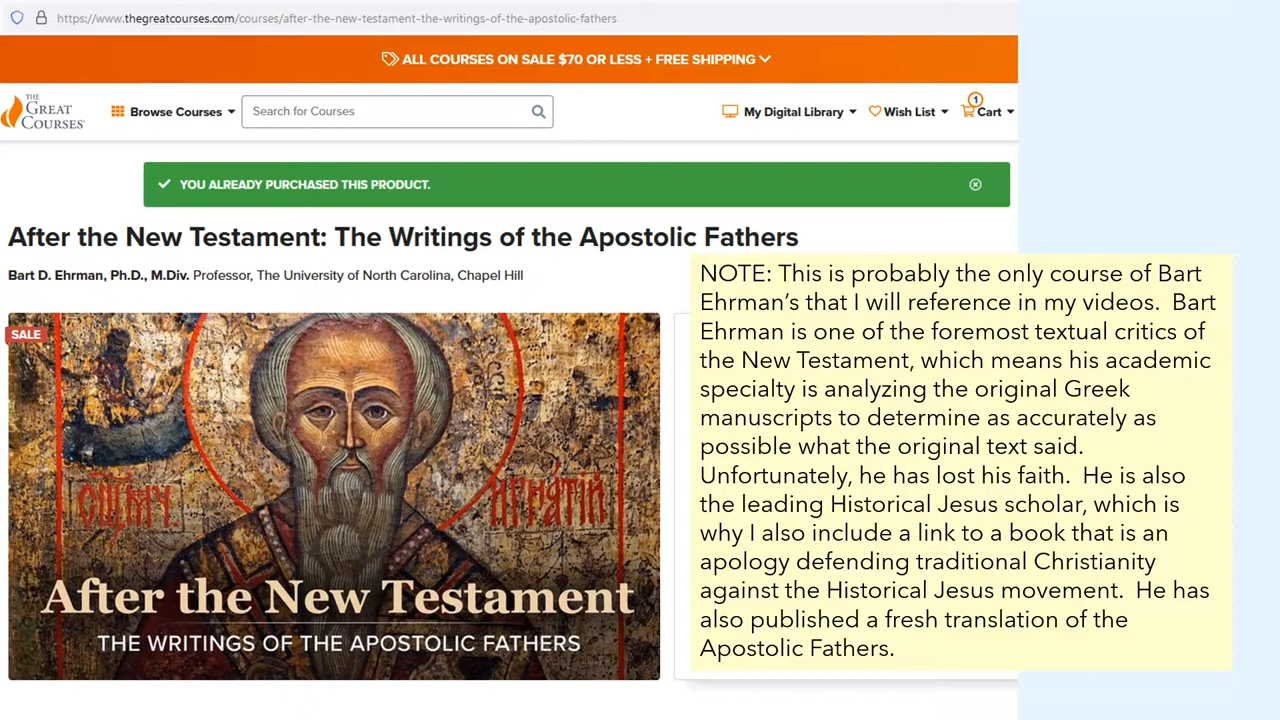 https://www.thegreatcourses.com/courses/after-the-new-testament-the-writings-of-the-apostolic-fathers
ALL COURSES ON SALE $70 OR LESS + FREE SHIPPING
THE
GREAT
COURSES
Browse Courses
Search for Courses
My Digital Library
Wish List
1
Cart
YOU ALREADY PURCHASED THIS PRODUCT.
After the New Testament: The Writings of the Apostolic Fathers
Bart D. Ehrman, Ph.D., M.Div. Professor, The University of North Carolina, Chapel Hill
SALE
After the New Testament
THE WRITINGS OF THE APOSTOLIC FATHERS
NOTE: This is probably the only course of Bart
Ehrman’s that I will reference in my videos.  Bart
Ehrman is one of the foremost textual critics of
the New Testament, which means his academic
specialty is analyzing the original Greek
manuscripts to determine as accurately as
possible what the original text said.
Unfortunately, he has lost his faith.  He is also
the leading Historical Jesus scholar, which is
why I also include a link to a book that is an
apology defending traditional Christianity
against the Historical Jesus movement.  He has
also published a fresh translation of the
Apostolic Fathers.